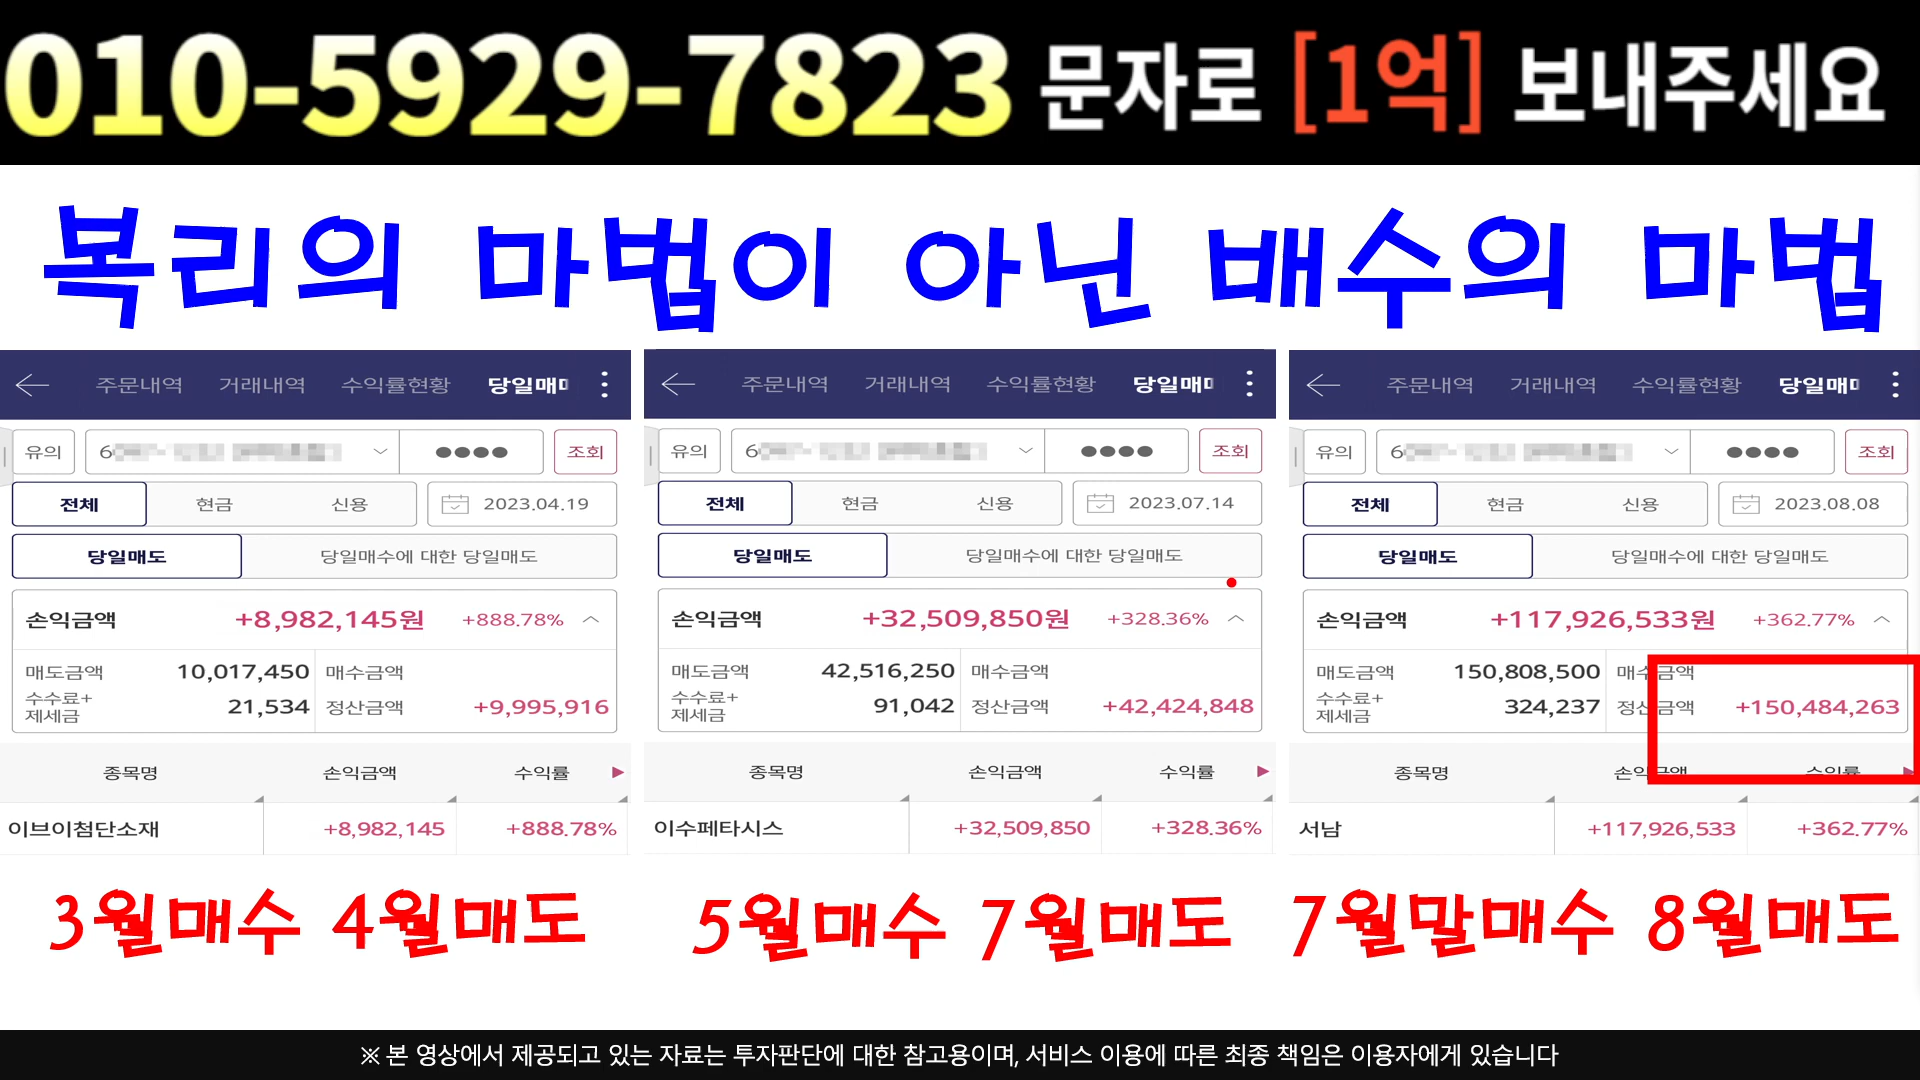 010-5929-7823 문자로 [1억] 보내주세요
복리의 마법이 아닌 배수의 마법
주문내역 거래내역 수익률현황 당일매
유의 6 ●●●● 조회
전체 현금 신용 2023.04.19
당일매도 당일매수에 대한 당일매도
손익금액 +8,982,145원 +888.78%
매도금액 10,017,450 매수금액
수수료+
제세금 21,534 정산금액 +9,995,916
종목명 손익금액 수익률
이브이첨단소재 +8,982,145 +888.78%
3월매수 4월매도
주문내역 거래내역 수익률현황 당일매
유의 6 ●●●● 조회
전체 현금 신용 2023.07.14
당일매도 당일매수에 대한 당일매도
손익금액 +32,509,850원 +328.36%
매도금액 42,516,250 매수금액
수수료+
제세금 91,042 정산금액 +42,424,848
종목명 손익금액 수익률
이수페타시스 +32,509,850 +328.36%
5월매수 7월매도
주문내역 거래내역 수익률현황 당일매
유의 6 ●●●● 조회
전체 현금 신용 2023.08.08
당일매도 당일매수에 대한 당일매도
손익금액 +117,926,533원 +362.77%
매도금액 150,808,500 매수금액
수수료+
제세금 324,237 정산금액 +150,484,263
종목명 손익금액 수익률
서남 +117,926,533 +362.77%
7월말매수 8월매도
※ 본 영상에서 제공되고 있는 자료는 투자판단에 대한 참고용이며, 서비스 이용에 따른 최종 책임은 이용자에게 있습니다